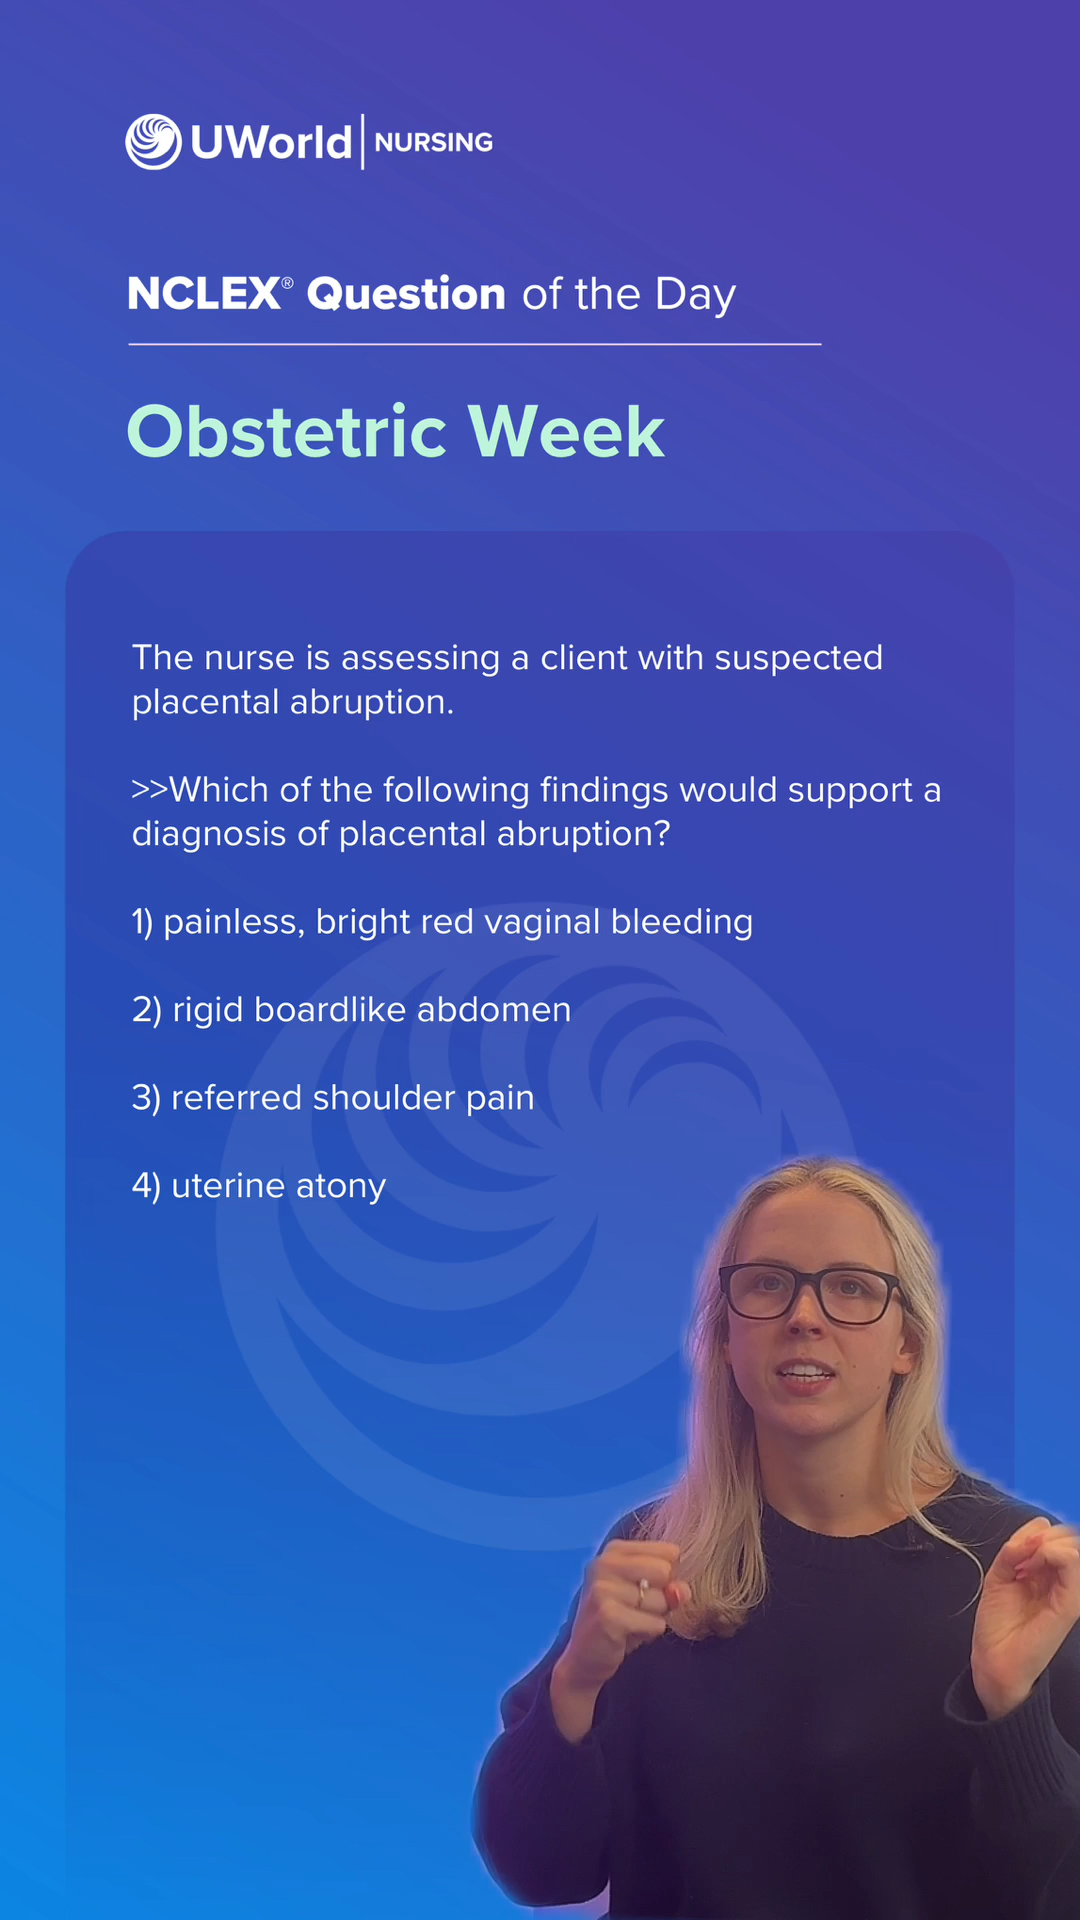 UWorld NURSING
NCLEX® Question of the Day
Obstetric Week
The nurse is assessing a client with suspected
placental abruption.
>>Which of the following findings would support a
diagnosis of placental abruption?
1) painless, bright red vaginal bleeding
2) rigid boardlike abdomen
3) referred shoulder pain
4) uterine atony